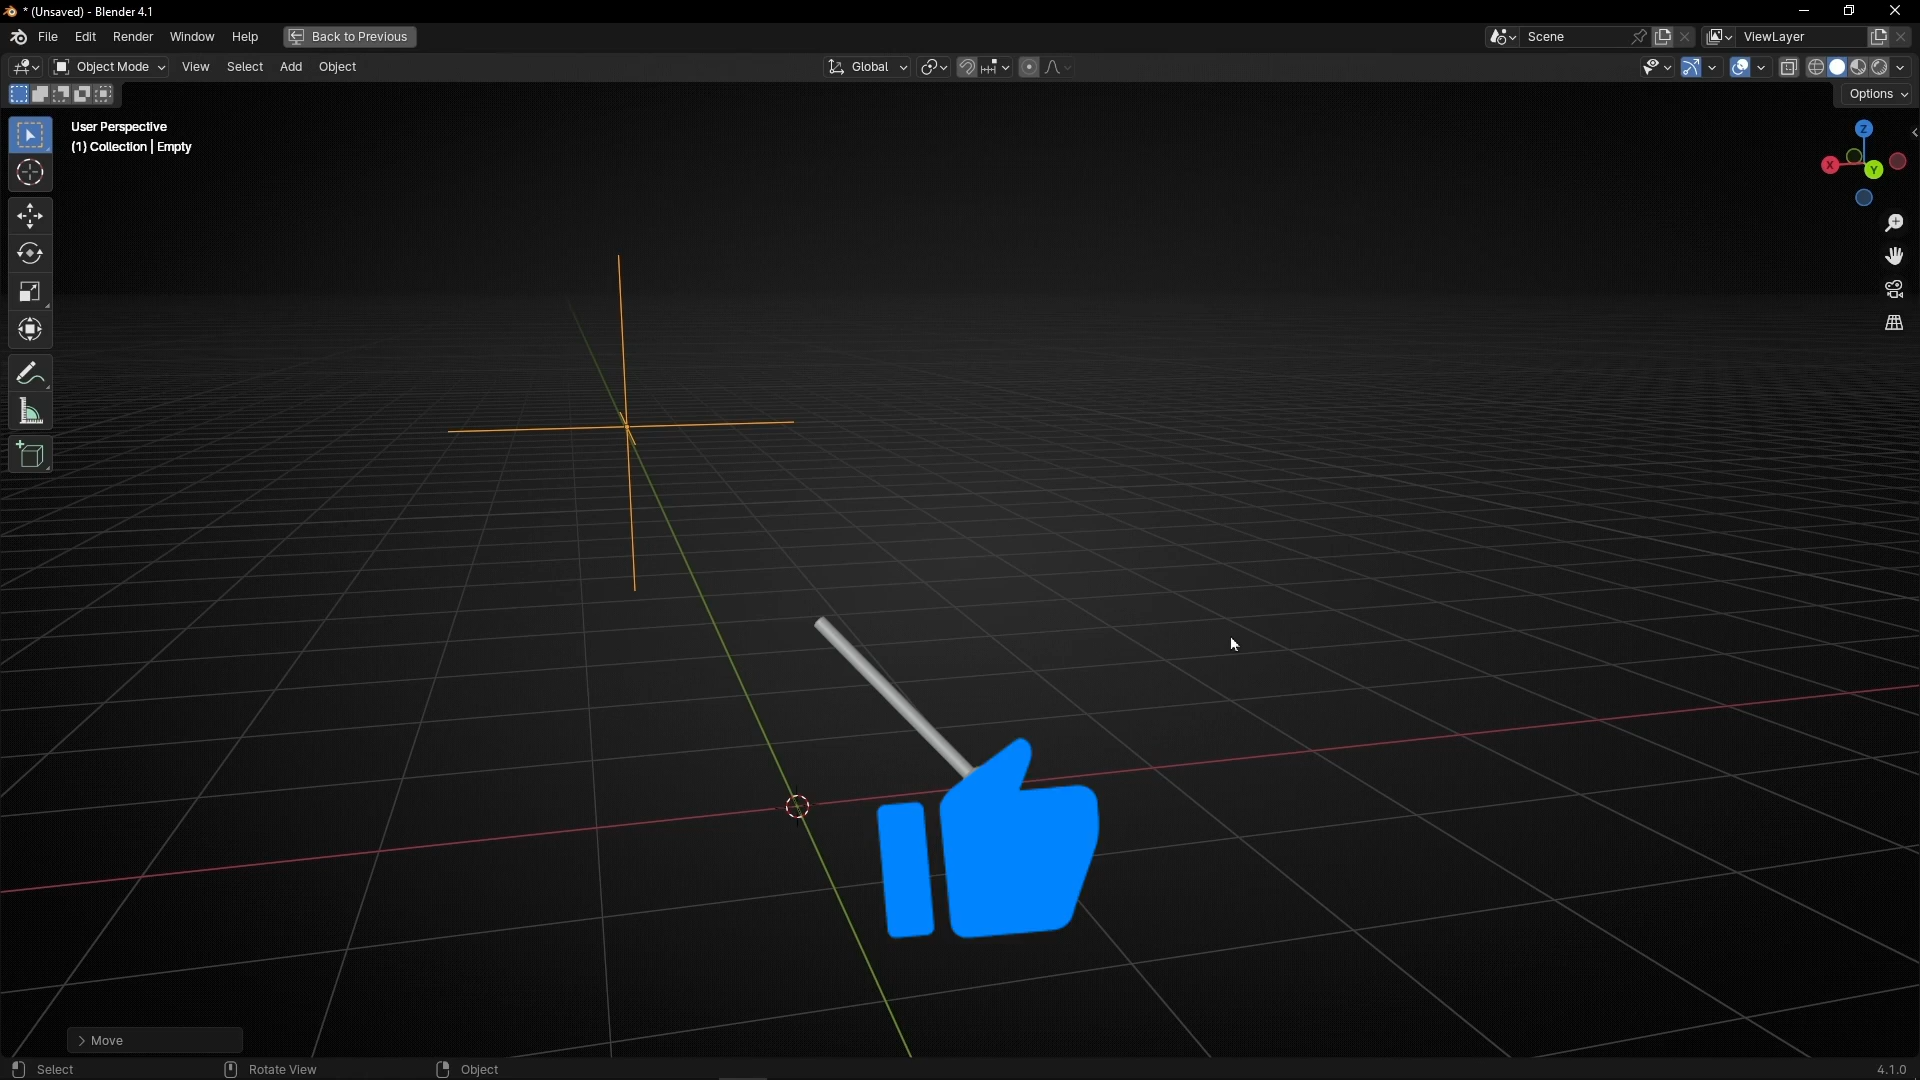 * (Unsaved) - Blender 4.1
File Edit Render Window Help Back to Previous Scene ViewLayer
Object Mode View Select Add Object Global
Options
User Perspective
(1) Collection | Empty
Z
X
Y
Move
Select Rotate View Object 4.1.0